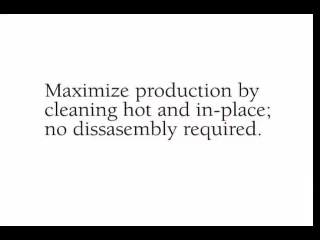 Maximize production by
cleaning hot and in-place;
no dissasembly required.